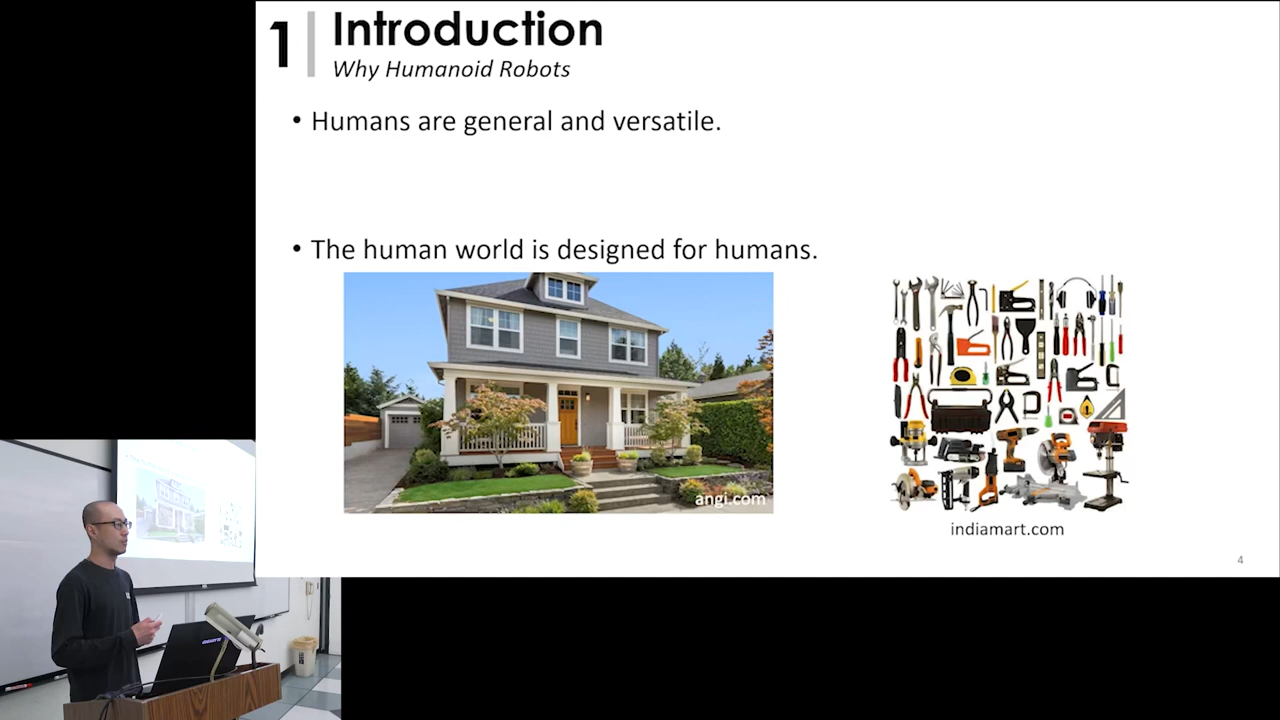 1
Introduction
Why Humanoid Robots
• Humans are general and versatile.
• The human world is designed for humans.
angi.com
indiamart.com
4